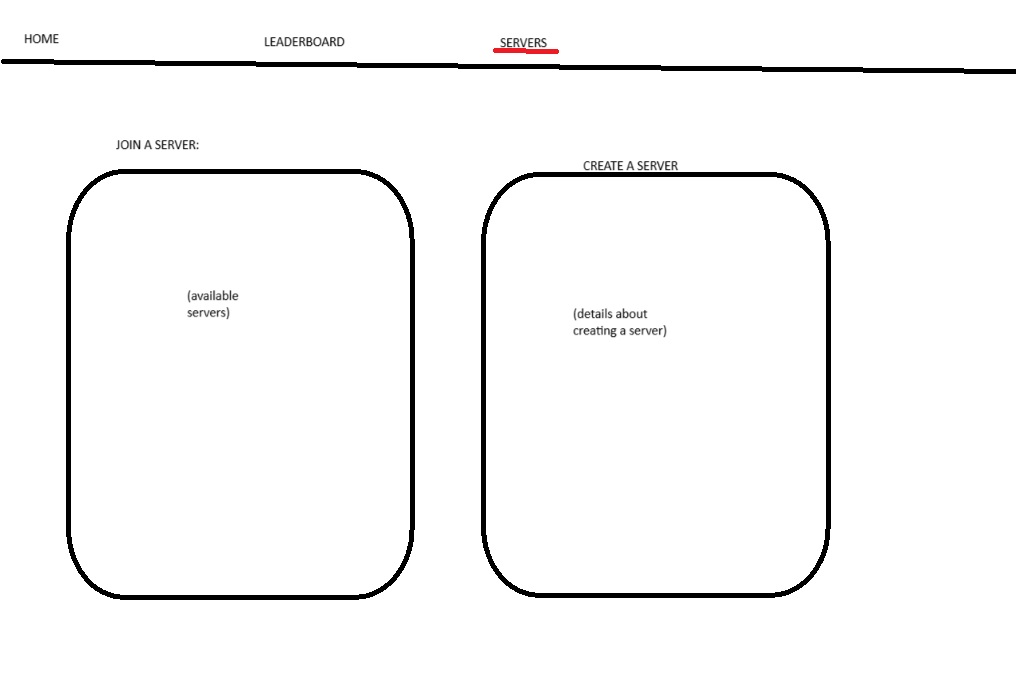 HOME
LEADERBOARD
SERVERS
JOIN A SERVER:
CREATE A SERVER
(available
servers)
(details about
creating a server)